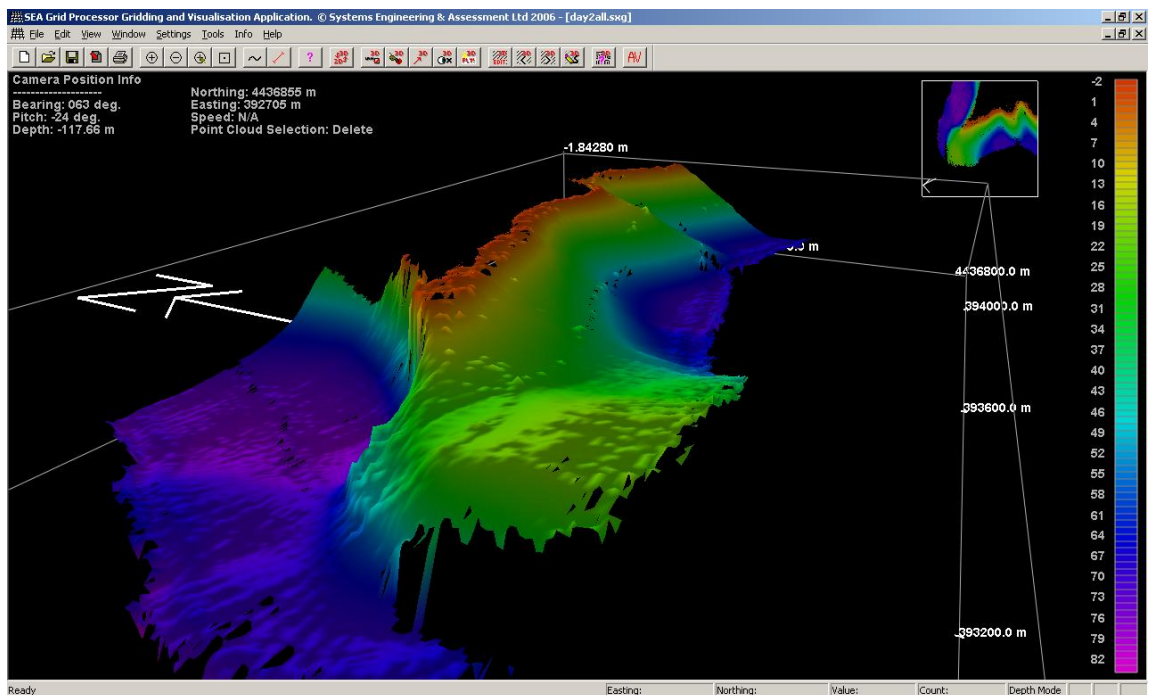 SEA Grid Processor Gridding and Visualisation Application. © Systems Engineering & Assessment Ltd 2006 - [day2all.sxg]
File Edit View Window Settings Tools Info Help
AV
Camera Position Info
--------------------
Bearing: 063 deg.
Pitch: -24 deg.
Depth: -117.66 m
Northing: 4436855 m
Easting: 392705 m
Speed: N/A
Point Cloud Selection: Delete
-1.84280 m
m
4436800.0 m
394000.0 m
393600.0 m
393200.0 m
-2
1
4
7
10
13
16
19
22
25
28
31
34
37
40
43
46
49
52
55
58
61
64
67
70
73
76
79
82
Ready
Easting: Northing: Value: Count: Depth Mode